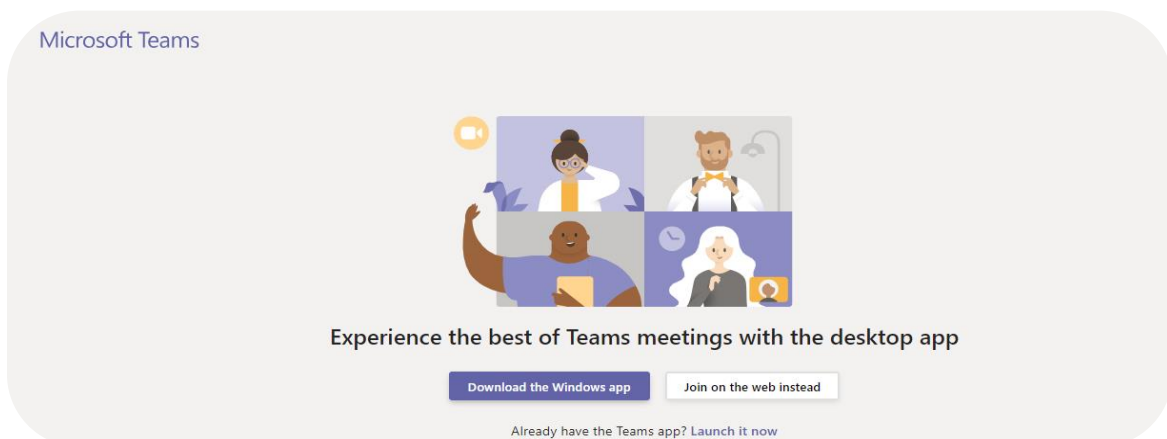 Microsoft Teams
Experience the best of Teams meetings with the desktop app
Download the Windows app
Join on the web instead
Already have the Teams app? Launch it now